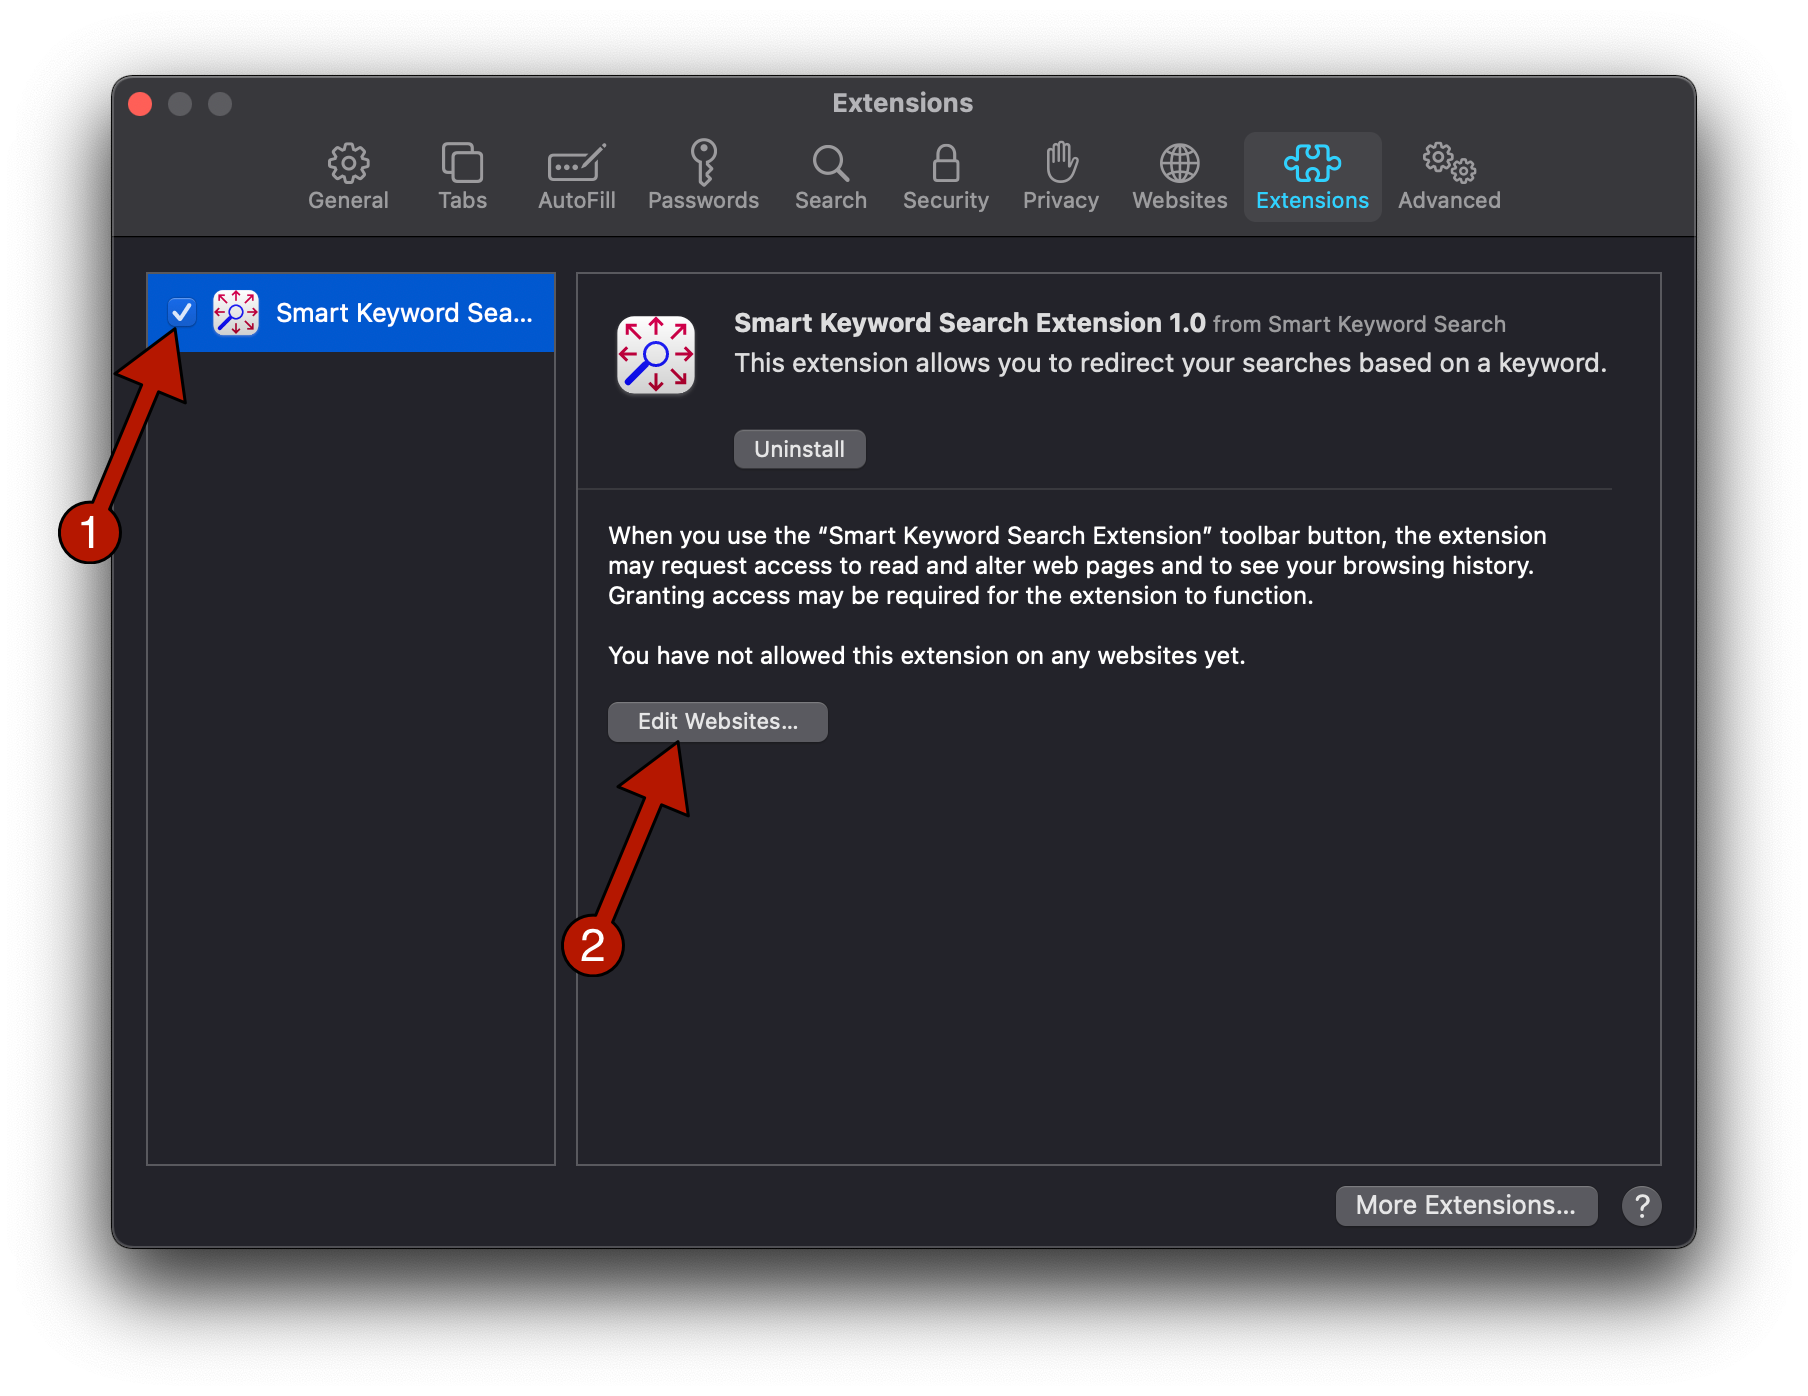 Extensions
General
Tabs
AutoFill
Passwords
Search
Security
Privacy
Websites
Extensions
Advanced
Smart Keyword Sea...
Smart Keyword Search Extension 1.0 from Smart Keyword Search
This extension allows you to redirect your searches based on a keyword.
Uninstall
1
When you use the “Smart Keyword Search Extension” toolbar button, the extension
may request access to read and alter web pages and to see your browsing history.
Granting access may be required for the extension to function.
You have not allowed this extension on any websites yet.
Edit Websites...
2
More Extensions...
?